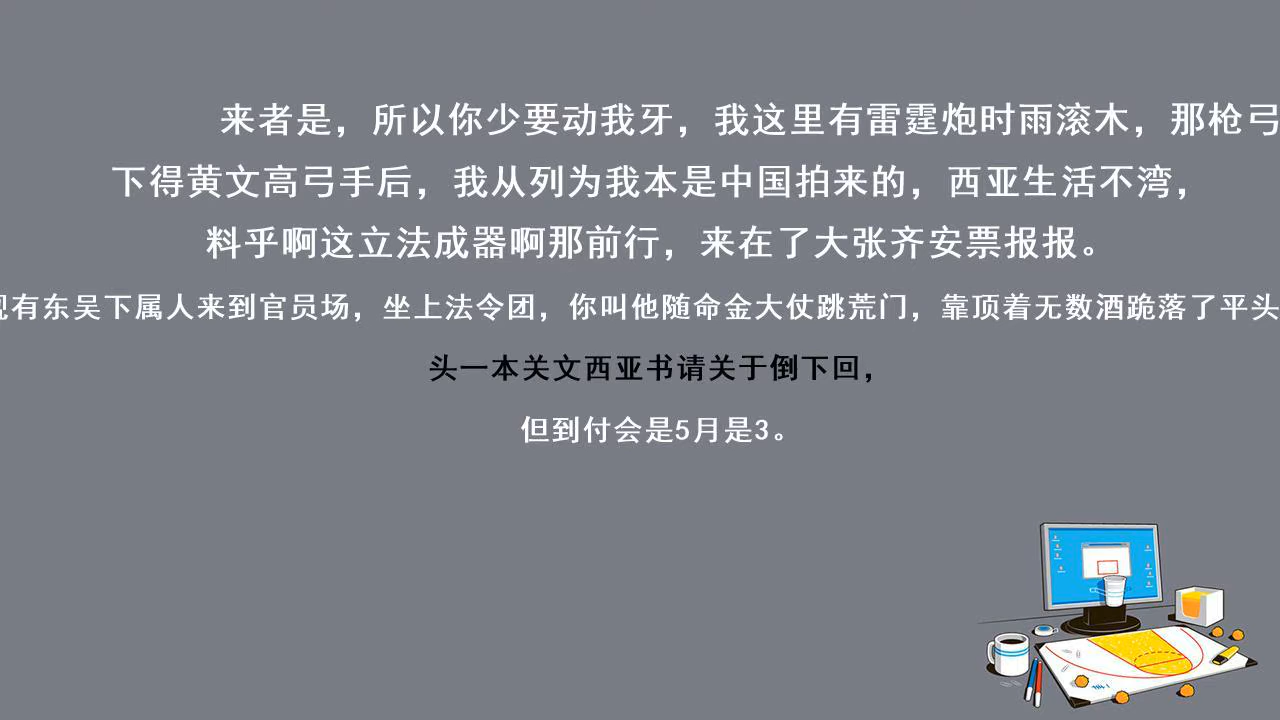 来者是，所以你少要动我牙，我这里有雷霆炮时雨滚木，那枪弓
下得黄文高弓手后，我从列为我本是中国拍来的，西亚生活不湾，
料乎啊这立法成器啊那前行，来在了大张齐安票报报。
有东吴下属人来到官员场，坐上法令团，你叫他随命金大仗跳荒门，靠顶着无数酒跪落了平头
头一本关文西亚书请关于倒下回，
但到付会是5月是3。